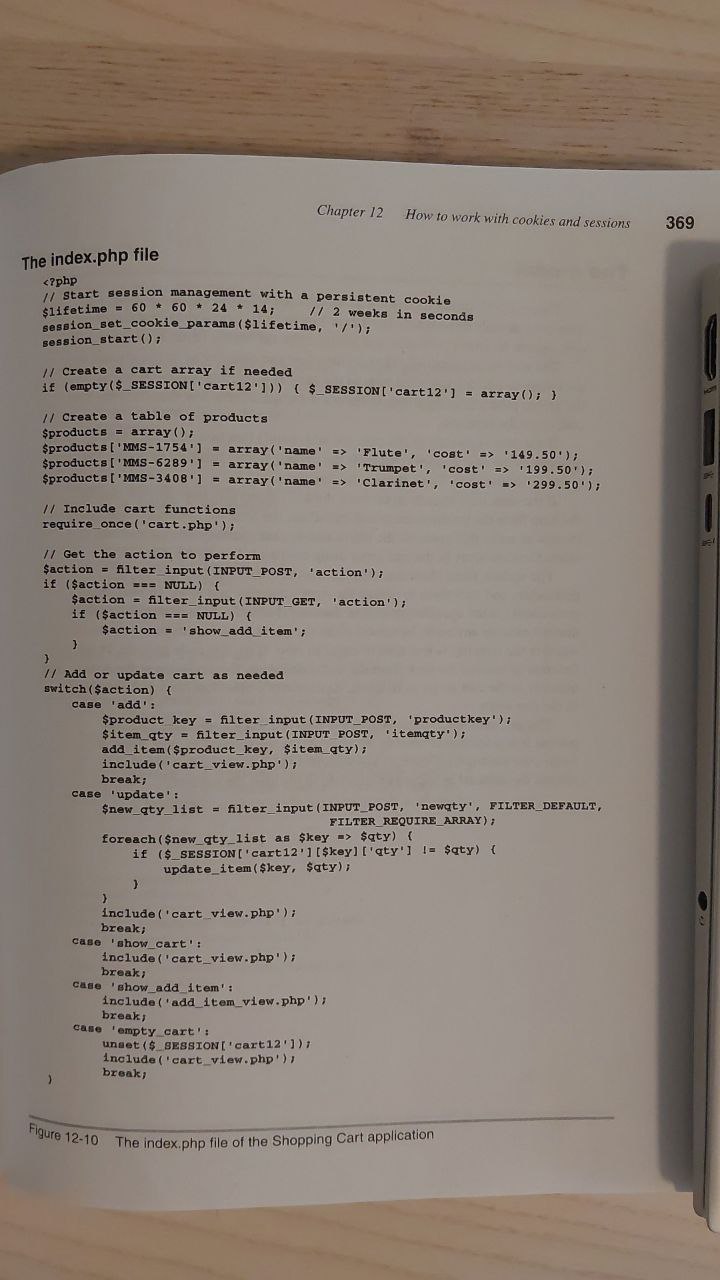 Chapter 12 How to work with cookies and sessions 369
The index.php file
<?php
// Start session management with a persistent cookie
$lifetime = 60 * 60 * 24 * 14; // 2 weeks in seconds
session_set_cookie_params($lifetime, '/');
session_start();
// Create a cart array if needed
if (empty($_SESSION['cart12'])) { $_SESSION['cart12'] = array(); }
// Create a table of products
$products = array();
$products['MMS-1754'] = array('name' => 'Flute', 'cost' => '149.50');
$products['MMS-6289'] = array('name' => 'Trumpet', 'cost' => '199.50');
$products['MMS-3408'] = array('name' => 'Clarinet', 'cost' => '299.50');
// Include cart functions
require_once('cart.php');
// Get the action to perform
$action = filter_input(INPUT_POST, 'action');
if ($action === NULL) {
$action = filter_input(INPUT_GET, 'action');
if ($action === NULL) {
$action = 'show_add_item';
}
}
// Add or update cart as needed
switch($action) {
case 'add':
$product_key = filter_input(INPUT_POST, 'productkey');
$item_qty = filter_input(INPUT_POST, 'itemqty');
add_item($product_key, $item_qty);
include('cart_view.php');
break;
case 'update':
$new_qty_list = filter_input(INPUT_POST, 'newqty', FILTER_DEFAULT,
FILTER_REQUIRE_ARRAY);
foreach($new_qty_list as $key => $qty) {
if ($_SESSION['cart12'][$key]['qty'] != $qty) {
update_item($key, $qty);
}
}
include('cart_view.php');
break;
case 'show_cart':
include('cart_view.php');
break;
case 'show_add_item':
include('add_item_view.php');
break;
case 'empty_cart':
unset($_SESSION['cart12']);
include('cart_view.php');
break;
}
Figure 12-10 The index.php file of the Shopping Cart application